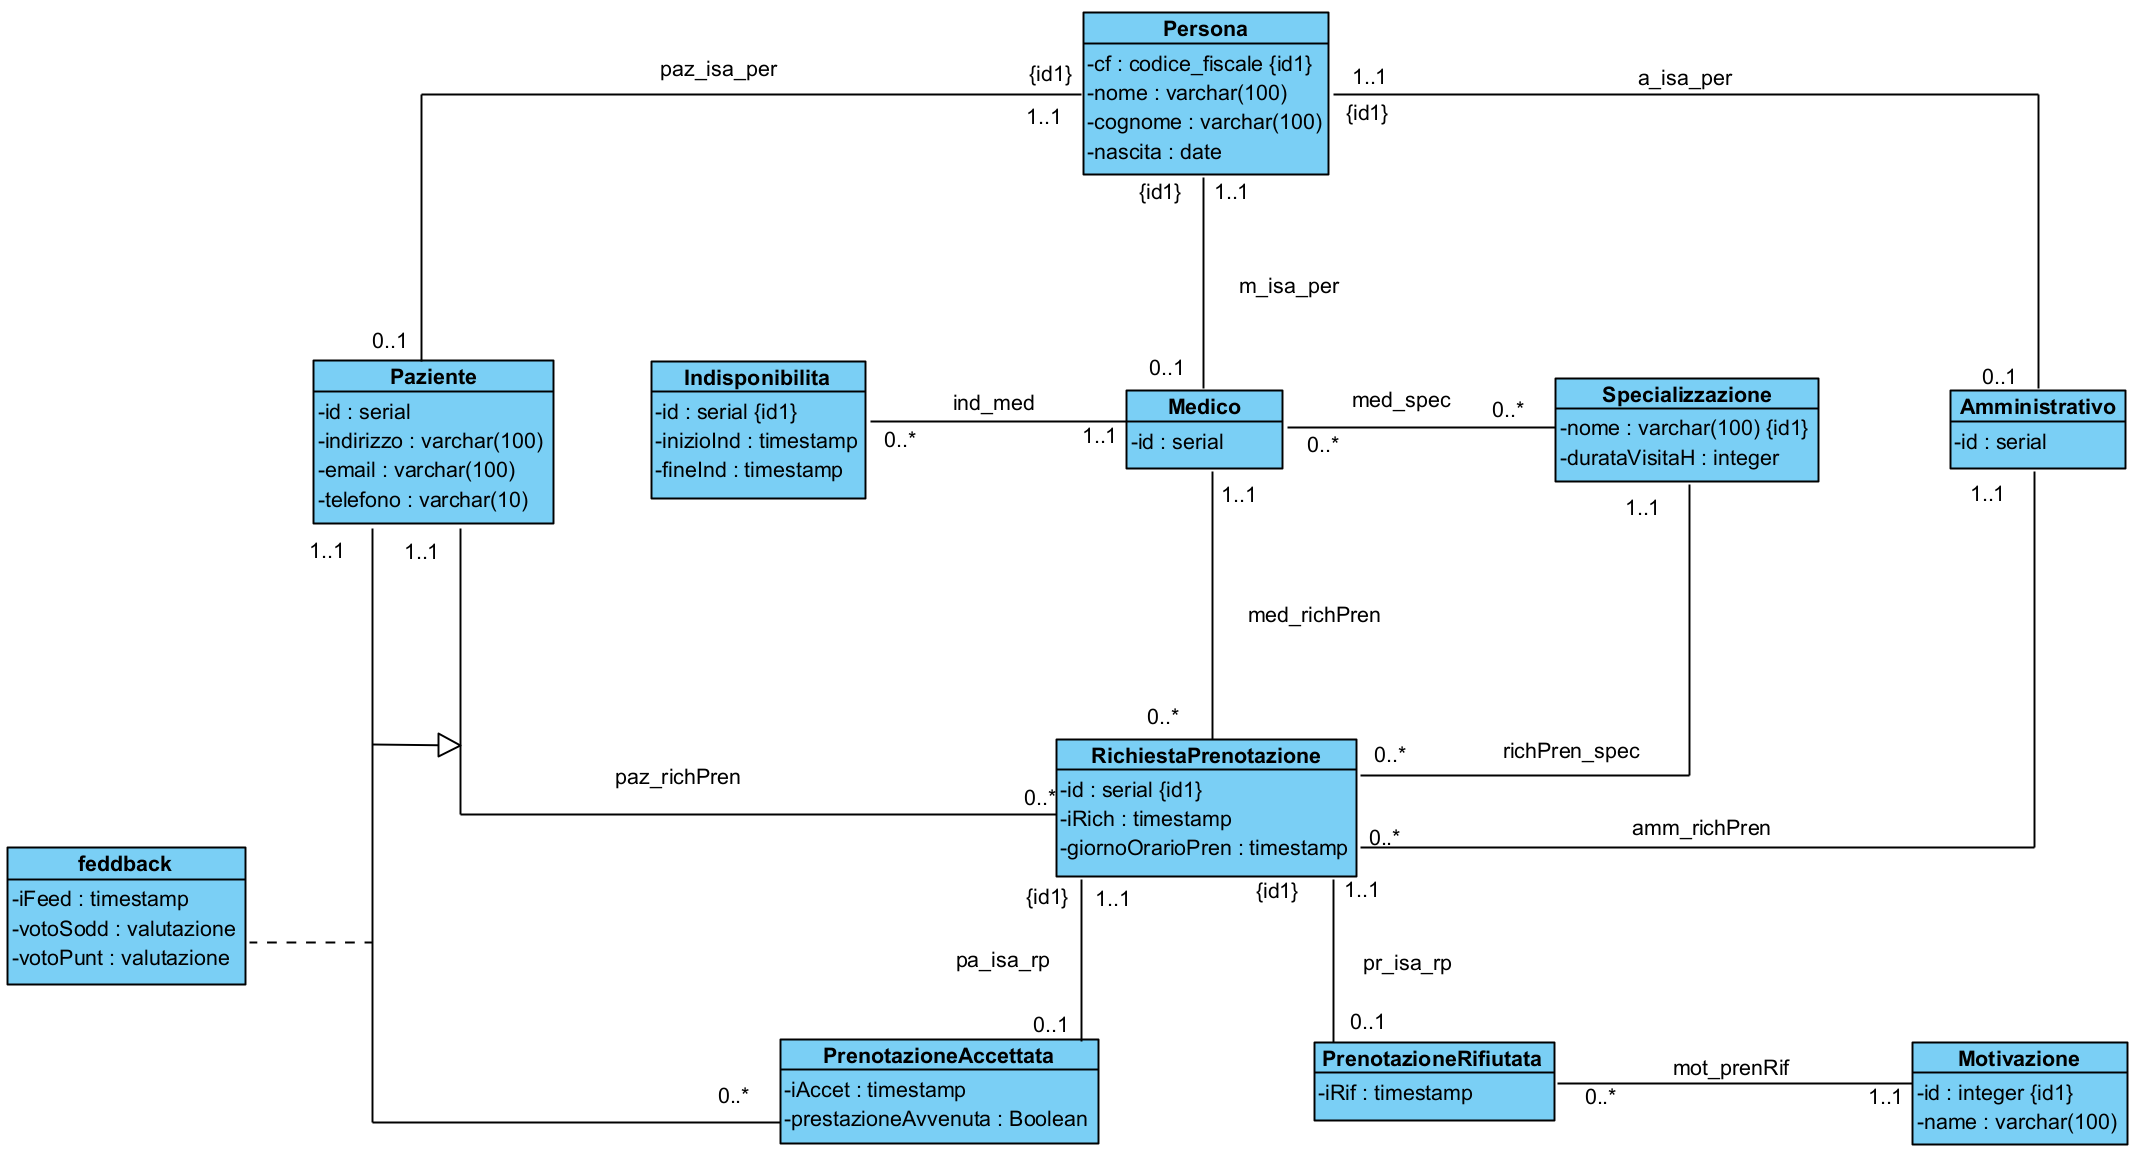 Persona
-cf : codice_fiscale {id1}
-nome : varchar(100)
-cognome : varchar(100)
-nascita : date
paz_isa_per
{id1}
1..1
1..1
a_isa_per
{id1}
{id1}
1..1
m_isa_per
0..1
0..1
0..1
Paziente
-id : serial
-indirizzo : varchar(100)
-email : varchar(100)
-telefono : varchar(10)
Indisponibilita
-id : serial {id1}
-inizioInd : timestamp
-fineInd : timestamp
ind_med
0..*
1..1
Medico
-id : serial
med_spec
0..*
0..*
Specializzazione
-nome : varchar(100) {id1}
-durataVisitaH : integer
Amministrativo
-id : serial
1..1
1..1
1..1
1..1
1..1
med_richPren
0..*
paz_richPren
0..*
RichiestaPrenotazione
-id : serial {id1}
-iRich : timestamp
-giornoOrarioPren : timestamp
0..*
richPren_spec
0..*
amm_richPren
feddback
-iFeed : timestamp
-votoSodd : valutazione
-votoPunt : valutazione
{id1}
1..1
{id1}
1..1
pa_isa_rp
pr_isa_rp
0..1
0..1
0..*
PrenotazioneAccettata
-iAccet : timestamp
-prestazioneAvvenuta : Boolean
PrenotazioneRifiutata
-iRif : timestamp
mot_prenRif
0..*
1..1
Motivazione
-id : integer {id1}
-name : varchar(100)